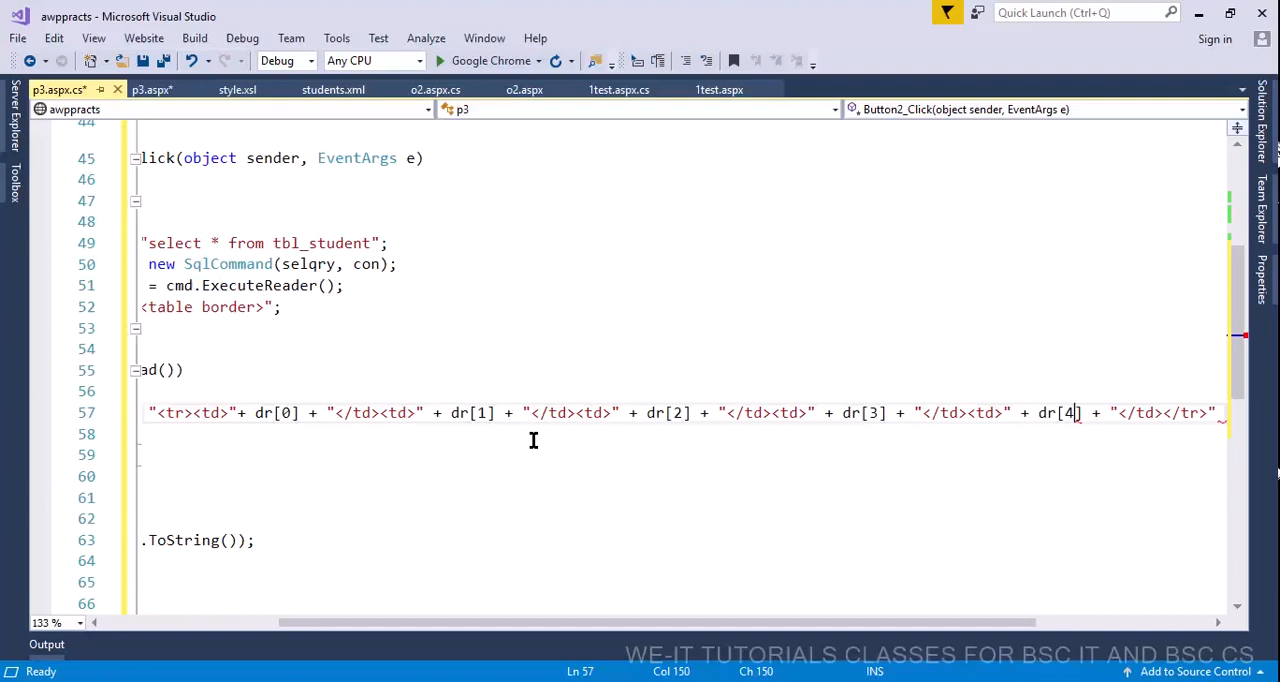 awppracts - Microsoft Visual Studio
Quick Launch (Ctrl+Q)
File Edit View Website Build Debug Team Tools Test Analyze Window Help
Sign in
Debug Any CPU Google Chrome
p3.aspx.cs* p3.aspx* style.xsl students.xml o2.aspx.cs o2.aspx 1test.aspx.cs 1test.aspx
awppracts p3 Button2_Click(object sender, EventArgs e)
Server Explorer
Toolbox
Solution Explorer
Team Explorer
Properties
44
45 lick(object sender, EventArgs e)
46
47
48
49 "select * from tbl_student";
50 new SqlCommand(selqry, con);
51 = cmd.ExecuteReader();
52 <table border>";
53
54
55 ad())
56
57 "<tr><td>"+ dr[0] + "</td><td>" + dr[1] + "</td><td>" + dr[2] + "</td><td>" + dr[3] + "</td><td>" + dr[4] + "</td></tr>"
58
59
60
61
62
63 .ToString());
64
65
66
133 %
Output
WE-IT TUTORIALS CLASSES FOR BSC IT AND BSC CS
Ready Ln 57 Col 150 Ch 150 INS Add to Source Control